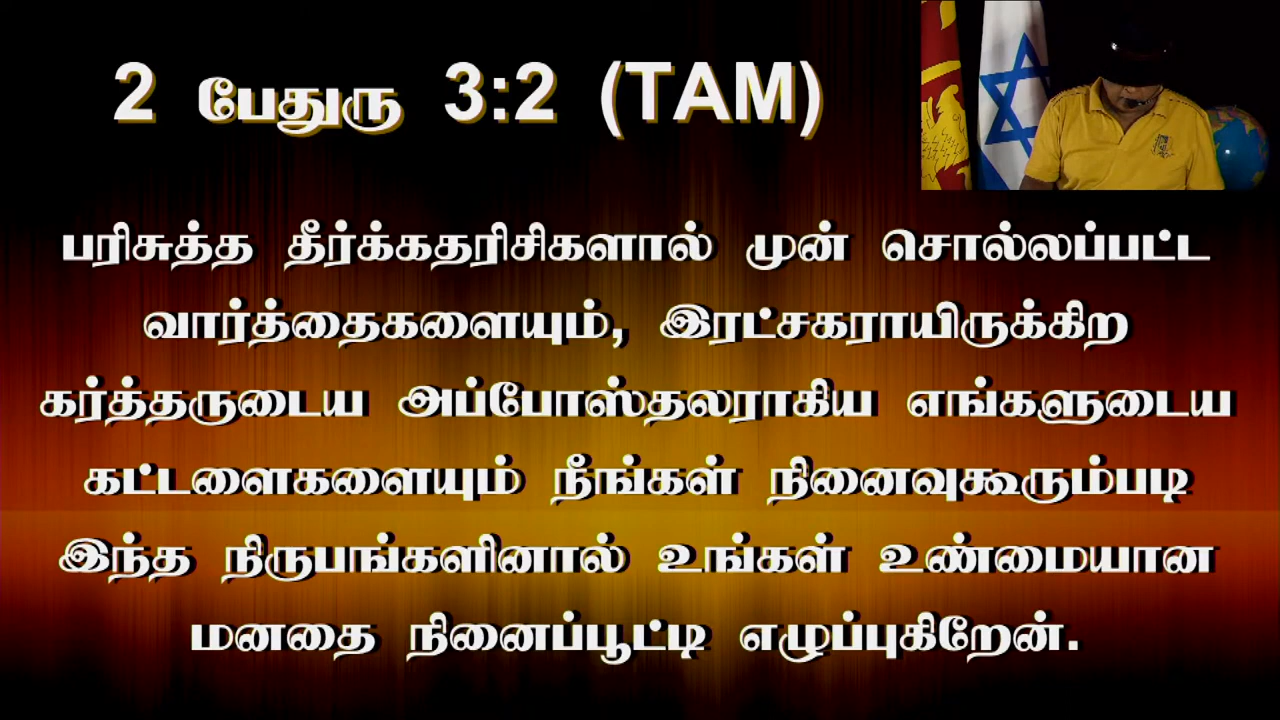 2 பேதுரு 3:2 (TAM)
பரிசுத்த தீர்க்கதரிசிகளால் முன் சொல்லப்பட்ட
வார்த்தைகளையும், இரட்சகராயிருக்கிற
கர்த்தருடைய அப்போஸ்தலராகிய எங்களுடைய
கட்டளைகளையும் நீங்கள் நினைவுகூரும்படி
இந்த நிருபங்களினால் உங்கள் உண்மையான
மனதை நினைப்பூட்டி எழுப்புகிறேன்.